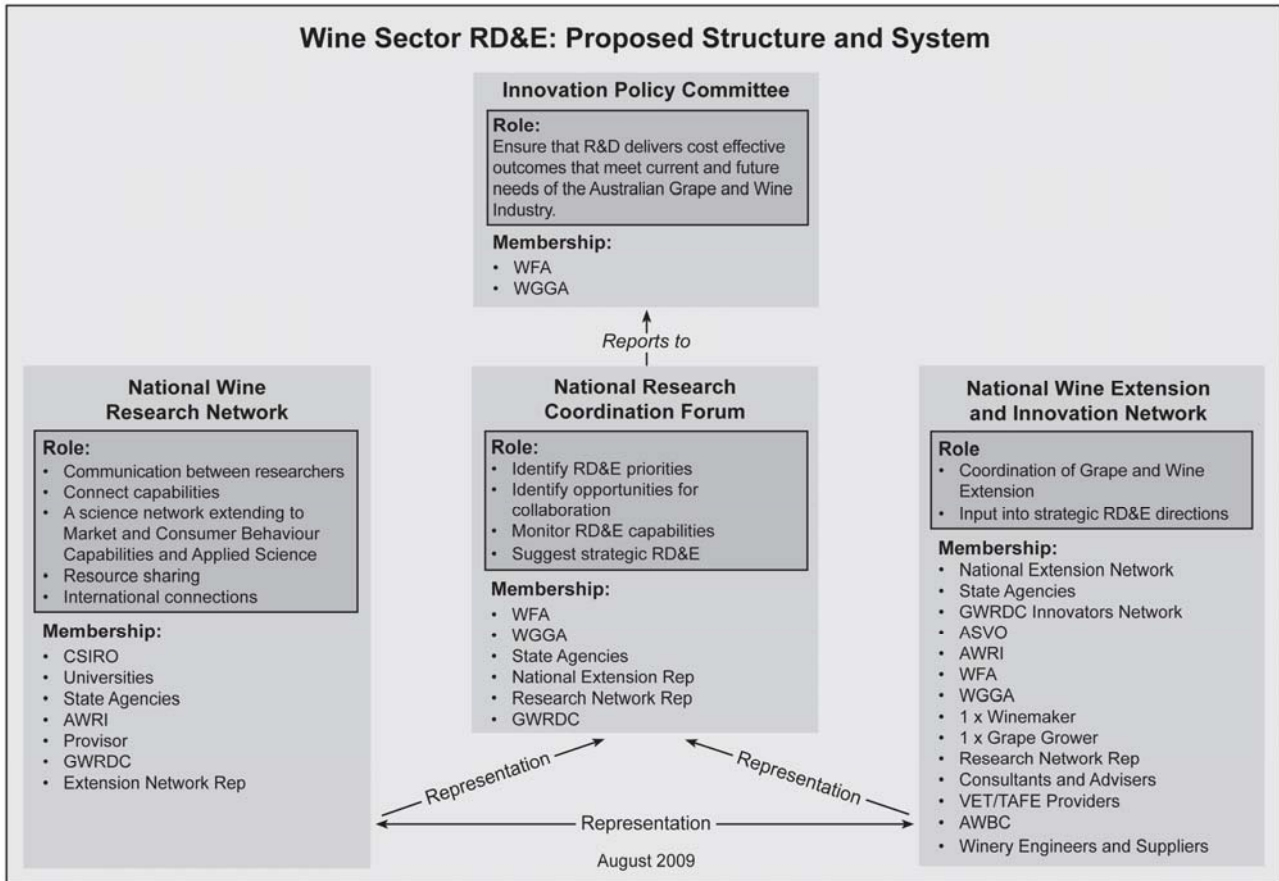 Wine Sector RD&E: Proposed Structure and System
Innovation Policy Committee
Role:
Ensure that R&D delivers cost effective
outcomes that meet current and future
needs of the Australian Grape and Wine
Industry.
Membership:
• WFA
• WGGA
Reports to
National Wine
Research Network
Role:
• Communication between researchers
• Connect capabilities
• A science network extending to
Market and Consumer Behaviour
Capabilities and Applied Science
• Resource sharing
• International connections
Membership:
• CSIRO
• Universities
• State Agencies
• AWRI
• Provisor
• GWRDC
• Extension Network Rep
National Research
Coordination Forum
Role:
• Identify RD&E priorities
• Identify opportunities for
collaboration
• Monitor RD&E capabilities
• Suggest strategic RD&E
Membership:
• WFA
• WGGA
• State Agencies
• National Extension Rep
• Research Network Rep
• GWRDC
National Wine Extension
and Innovation Network
Role
• Coordination of Grape and Wine
Extension
• Input into strategic RD&E directions
Membership:
• National Extension Network
• State Agencies
• GWRDC Innovators Network
• ASVO
• AWRI
• WFA
• WGGA
• 1 x Winemaker
• 1 x Grape Grower
• Research Network Rep
• Consultants and Advisers
• VET/TAFE Providers
• AWBC
• Winery Engineers and Suppliers
Representation
Representation
Representation
August 2009